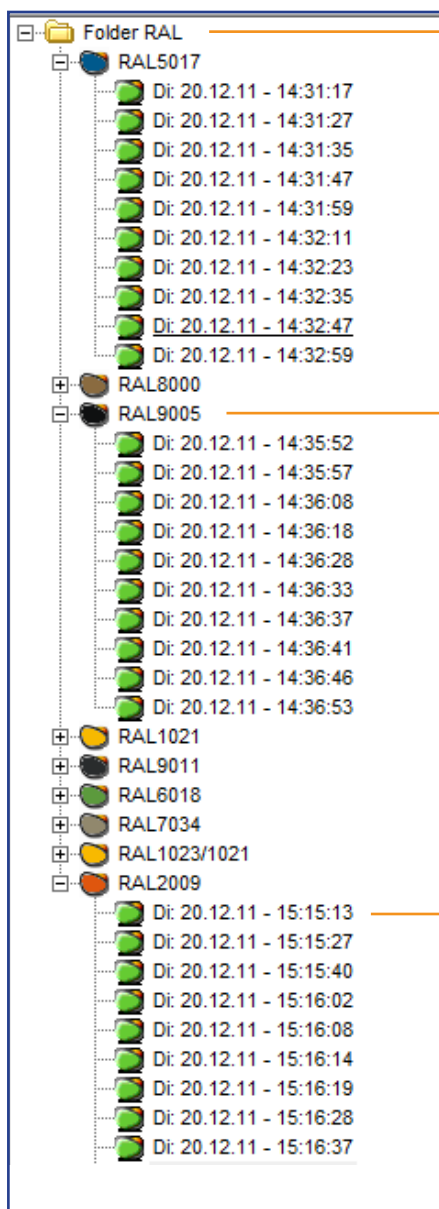 Folder RAL
RAL5017
Di: 20.12.11 - 14:31:17
Di: 20.12.11 - 14:31:27
Di: 20.12.11 - 14:31:35
Di: 20.12.11 - 14:31:47
Di: 20.12.11 - 14:31:59
Di: 20.12.11 - 14:32:11
Di: 20.12.11 - 14:32:23
Di: 20.12.11 - 14:32:35
Di: 20.12.11 - 14:32:47
Di: 20.12.11 - 14:32:59
RAL8000
RAL9005
Di: 20.12.11 - 14:35:52
Di: 20.12.11 - 14:35:57
Di: 20.12.11 - 14:36:08
Di: 20.12.11 - 14:36:18
Di: 20.12.11 - 14:36:28
Di: 20.12.11 - 14:36:33
Di: 20.12.11 - 14:36:37
Di: 20.12.11 - 14:36:41
Di: 20.12.11 - 14:36:46
Di: 20.12.11 - 14:36:53
RAL1021
RAL9011
RAL6018
RAL7034
RAL1023/1021
RAL2009
Di: 20.12.11 - 15:15:13
Di: 20.12.11 - 15:15:27
Di: 20.12.11 - 15:15:40
Di: 20.12.11 - 15:16:02
Di: 20.12.11 - 15:16:08
Di: 20.12.11 - 15:16:14
Di: 20.12.11 - 15:16:19
Di: 20.12.11 - 15:16:28
Di: 20.12.11 - 15:16:37